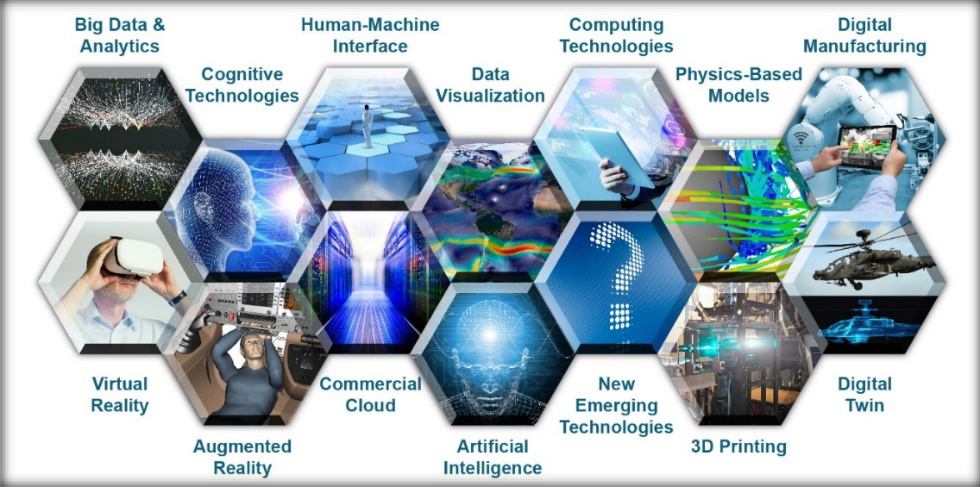 Big Data &
Analytics
Cognitive
Technologies
Human-Machine
Interface
Data
Visualization
Computing
Technologies
Physics-Based
Models
Digital
Manufacturing
Virtual
Reality
Augmented
Reality
Commercial
Cloud
Artificial
Intelligence
New
Emerging
Technologies
3D Printing
Digital
Twin
?